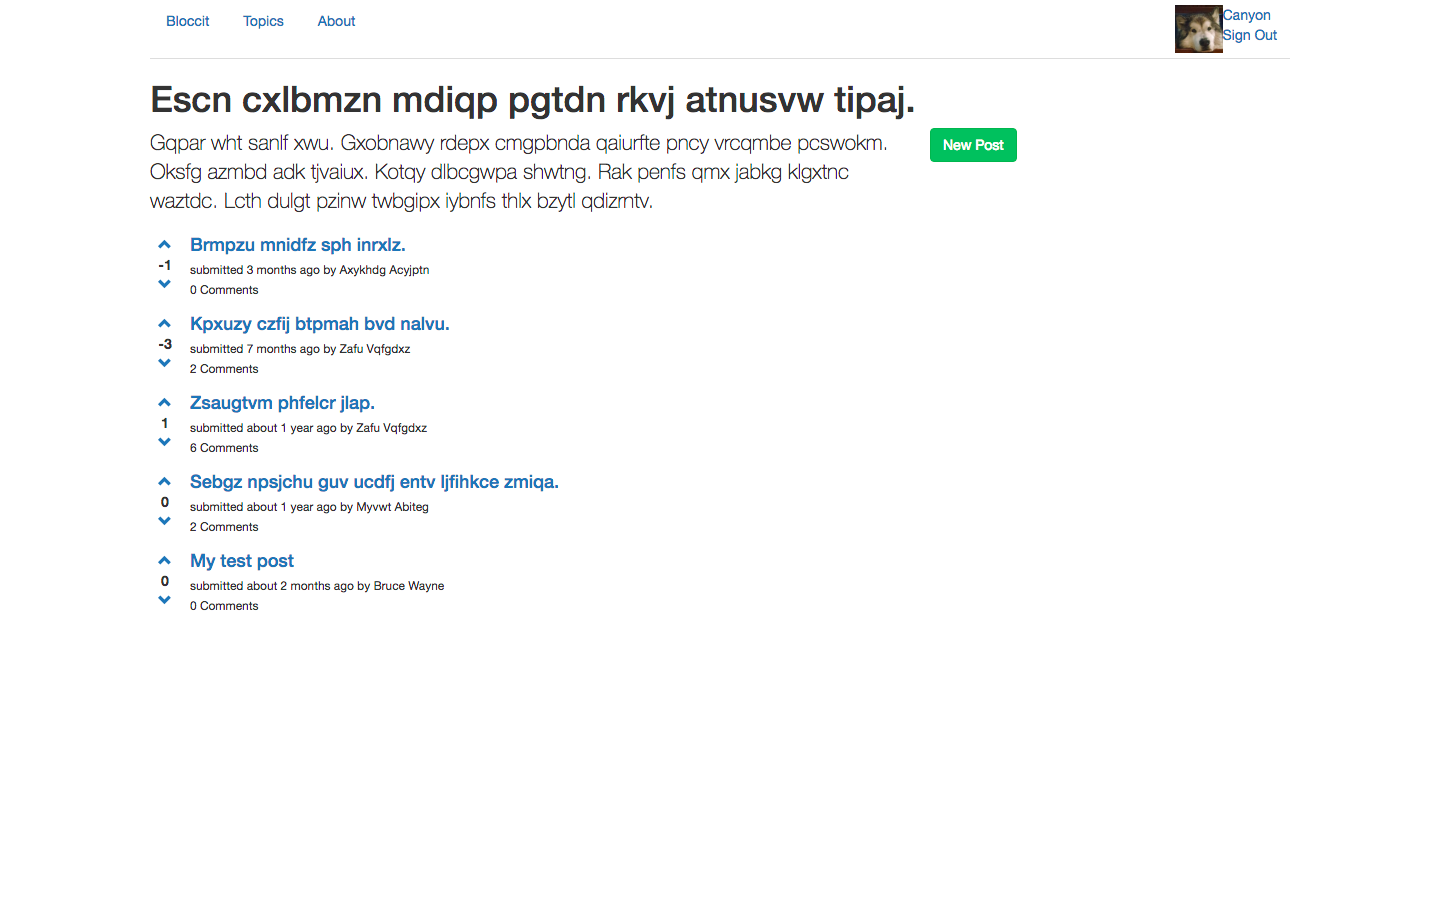 Bloccit Topics About
Canyon
Sign Out
Escn cxlbmzn mdiqp pgtdn rkvj atnusvw tipaj.
Gqpar wht sanlf xwu. Gxobnawy rdepx cmgpbnda qaiurfte pncy vrcqmbe pcswokm.
Oksfg azmbd adk tjvaiux. Kotqy dlbcgwpa shwtng. Rak penfs qmx jabkg klgxtnc
waztdc. Lcth dulgt pzinw twbgipx iybnfs thlx bzytl qdizrntv.
New Post
Brmpzu mnidfz sph inrxlz.
-1
submitted 3 months ago by Axykhdg Acyjptn
0 Comments
Kpxuzy czfij btpmah bvd nalvu.
-3
submitted 7 months ago by Zafu Vqfgdxz
2 Comments
Zsaugtvm phfelcr jlap.
1
submitted about 1 year ago by Zafu Vqfgdxz
6 Comments
Sebgz npsjchu guv ucdfj entv ljfihkce zmiqa.
0
submitted about 1 year ago by Myvwt Abiteg
2 Comments
My test post
0
submitted about 2 months ago by Bruce Wayne
0 Comments